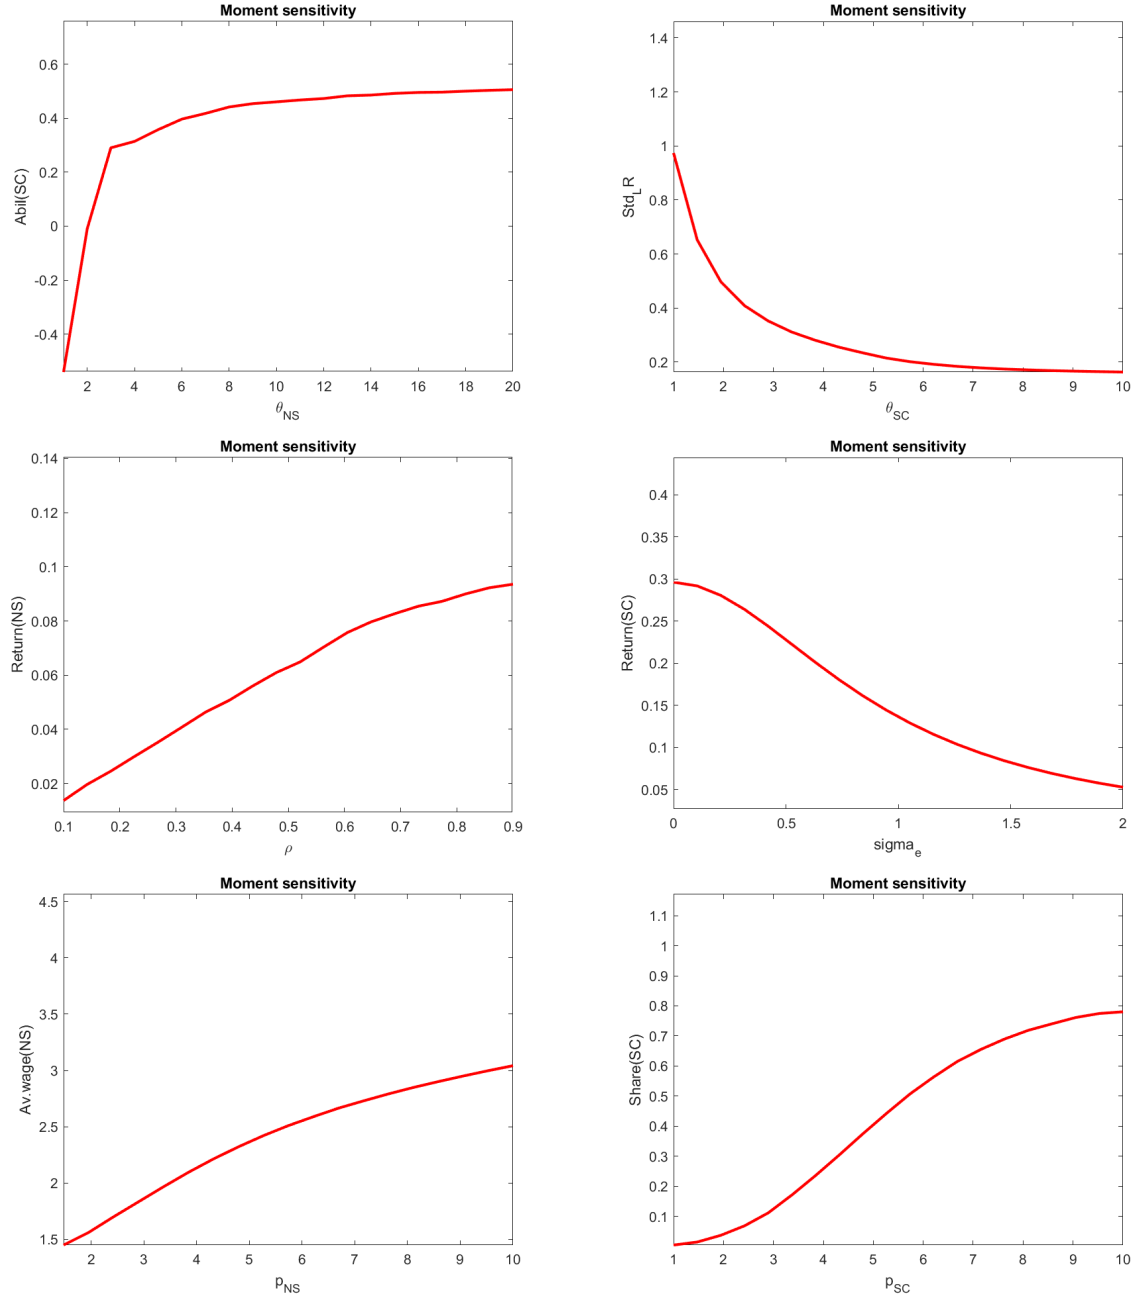 Moment sensitivity
Abil(SC)
0.6
0.4
0.2
0
-0.2
-0.4
2 4 6 8 10 12 14 16 18 20
θNS
Moment sensitivity
Std_L R
1.4
1.2
1
0.8
0.6
0.4
0.2
1 2 3 4 5 6 7 8 9 10
θSC
Moment sensitivity
Return(NS)
0.14
0.12
0.1
0.08
0.06
0.04
0.02
0.1 0.2 0.3 0.4 0.5 0.6 0.7 0.8 0.9
ρ
Moment sensitivity
Return(SC)
0.4
0.35
0.3
0.25
0.2
0.15
0.1
0.05
0 0.5 1 1.5 2
sigma_e
Moment sensitivity
Av.wage(NS)
4.5
4
3.5
3
2.5
2
1.5
2 3 4 5 6 7 8 9 10
pNS
Moment sensitivity
Share(SC)
1.1
1
0.9
0.8
0.7
0.6
0.5
0.4
0.3
0.2
0.1
1 2 3 4 5 6 7 8 9 10
pSC